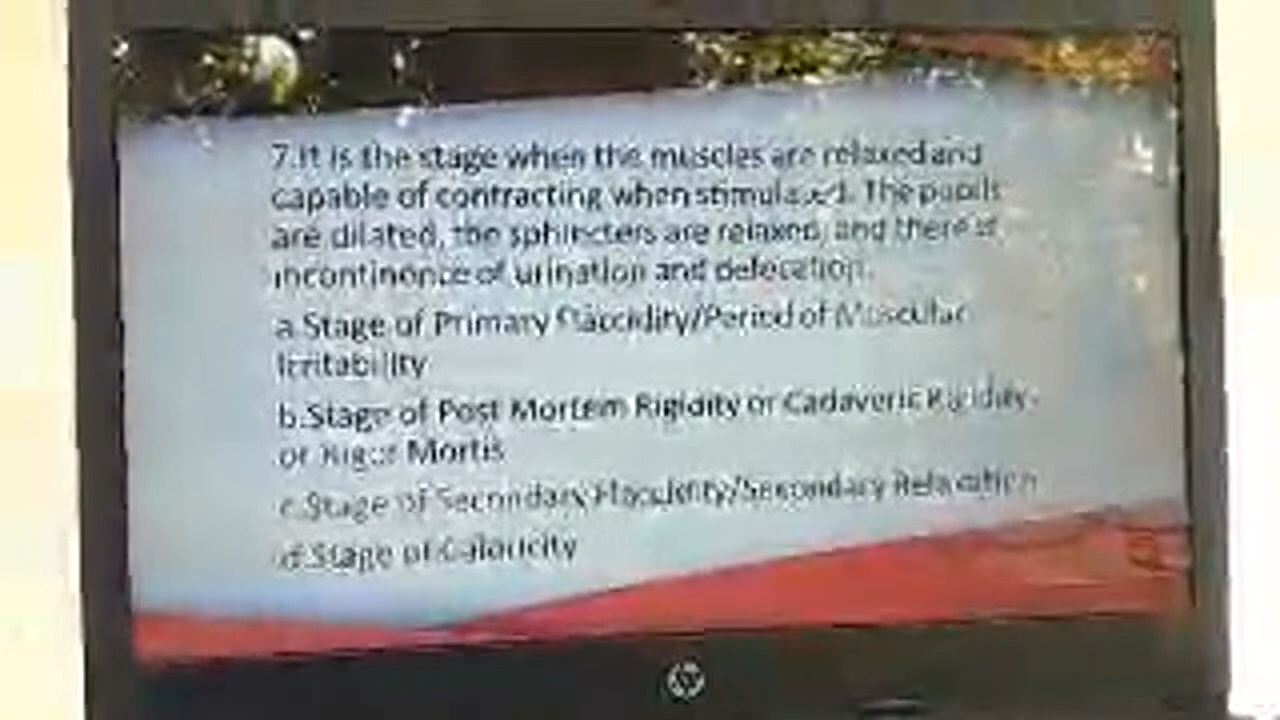 7.It is the stage when the muscles are relaxed and
capable of contracting when stimulated. The pupils
are dilated, the sphincters are relaxed, and there is
incontinence of urination and defecation.
a.Stage of Primary Flaccidity/Period of Muscular
Irritability
b.Stage of Post Mortem Rigidity or Cadaveric Rigidity
or Rigor Mortis
c.Stage of Secondary Flaccidity/Secondary Relaxation
d.Stage of Caloricity